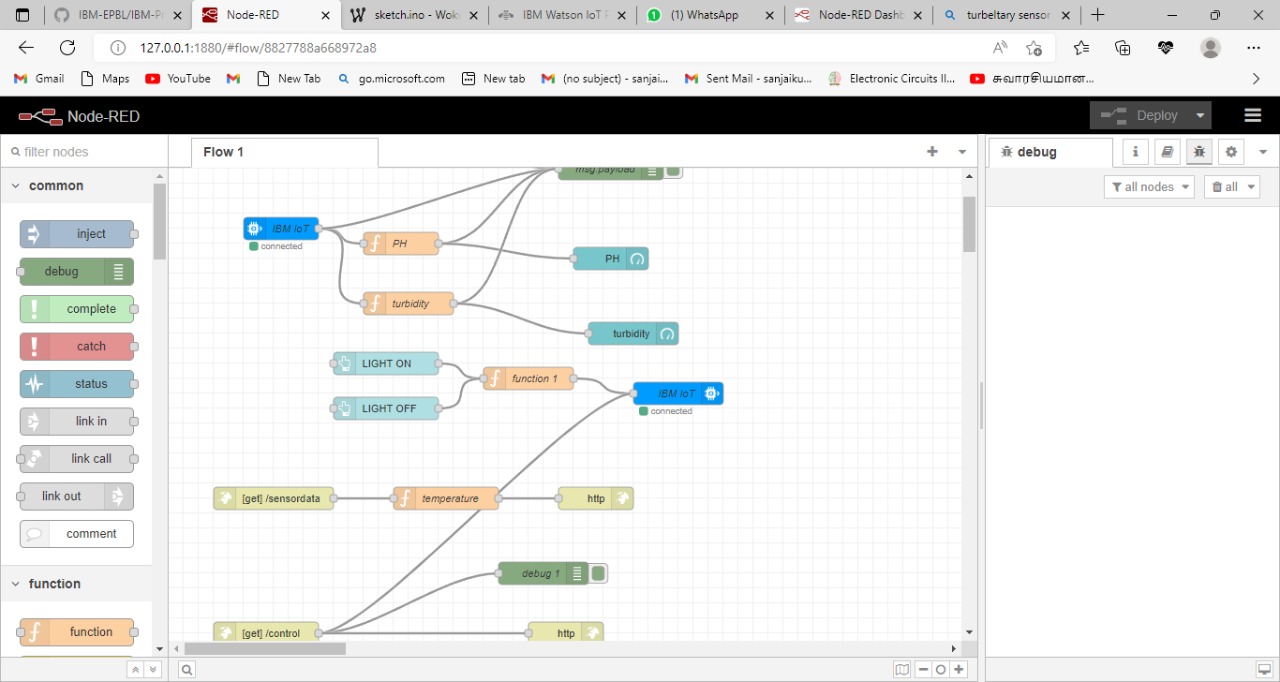 IBM-EPBL/IBM-Pr
Node-RED
sketch.ino - Wok
IBM Watson IoT P
(1) WhatsApp
Node-RED Dashb
turbeltary sensor
127.0.0.1:1880/#flow/8827788a668972a8
Gmail
Maps
YouTube
New Tab
go.microsoft.com
New tab
(no subject) - sanjai...
Sent Mail - sanjaiku...
Electronic Circuits II...
சுவாரசியமான...
Node-RED
Deploy
filter nodes
Flow 1
debug
common
all nodes
all
inject
debug
complete
catch
status
link in
link call
link out
comment
function
function
msg.payload
IBM IoT
connected
PH
PH
turbidity
turbidity
LIGHT ON
function 1
IBM IoT
connected
LIGHT OFF
[get] /sensordata
temperature
http
debug 1
[get] /control
http